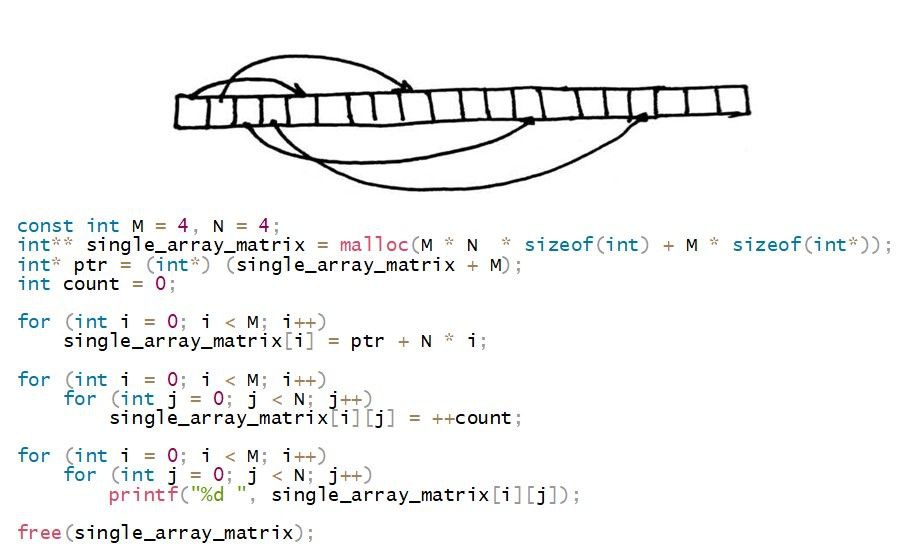 const int M = 4, N = 4;
int** single_array_matrix = malloc(M * N  * sizeof(int) + M * sizeof(int*));
int* ptr = (int*) (single_array_matrix + M);
int count = 0;

for (int i = 0; i < M; i++)
    single_array_matrix[i] = ptr + N * i;

for (int i = 0; i < M; i++)
    for (int j = 0; j < N; j++)
        single_array_matrix[i][j] = ++count;

for (int i = 0; i < M; i++)
    for (int j = 0; j < N; j++)
        printf("%d ", single_array_matrix[i][j]);

free(single_array_matrix);